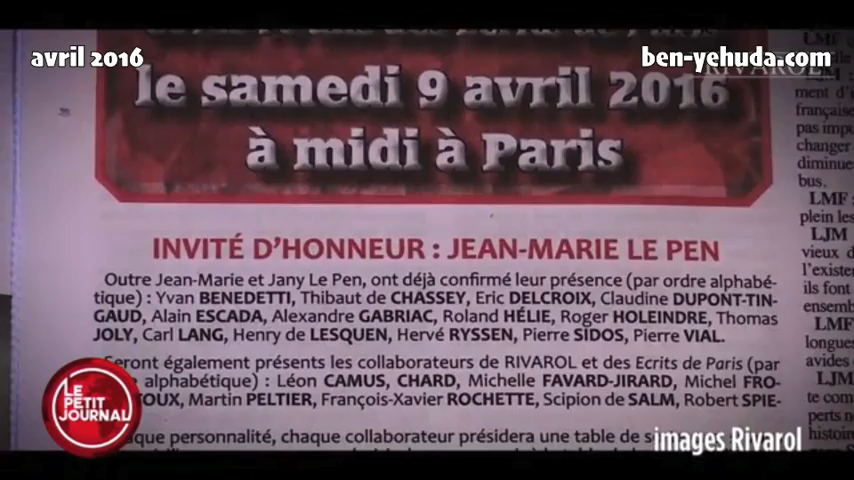 avril 2016
ben-yehuda.com
RIVAROL
le samedi 9 avril 2016
à midi à Paris
INVITÉ D'HONNEUR : JEAN-MARIE LE PEN
Outre Jean-Marie et Jany Le Pen, ont déjà confirmé leur présence (par ordre alphabé-
tique) : Yvan BENEDETTI, Thibaut de CHASSEY, Eric DELCROIX, Claudine DUPONT-TIN-
GAUD, Alain ESCADA, Alexandre GABRIAC, Roland HÉLIE, Roger HOLEINDRE, Thomas
JOLY, Carl LANG, Henry de LESQUEN, Hervé RYSSEN, Pierre SIDOS, Pierre VIAL.
Seront également présents les collaborateurs de RIVAROL et des Ecrits de Paris (par
alphabétique) : Léon CAMUS, CHARD, Michelle FAVARD-JIRARD, Michel FRO-
TOUX, Martin PELTIER, François-Xavier ROCHETTE, Scipion de SALM, Robert SPIE-
que personnalité, chaque collaborateur présidera une table de
LMF
ment d'i
française
pas impu
changer
diminue
bus.
LMF :
plein les
LJM
vieux d
l'existe
ils font
ensemb
LMF
longues
avides
LJM
te com
perts n
histoir
LE
PETIT
JOURNAL
images Rivarol